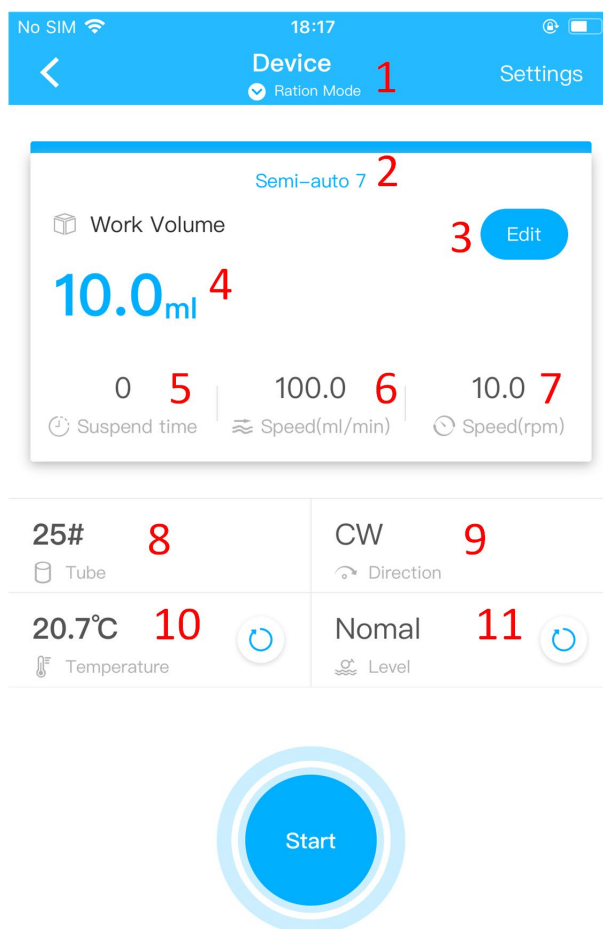 No SIM 18:17
Device 1 Settings
Ration Mode
Semi-auto 7 2
Work Volume
3 Edit
10.0ml 4
0 5 100.0 6 10.0 7
Suspend time Speed(ml/min) Speed(rpm)
25# 8 CW 9
Tube Direction
20.7℃ 10 Nomal 11
Temperature Level
Start